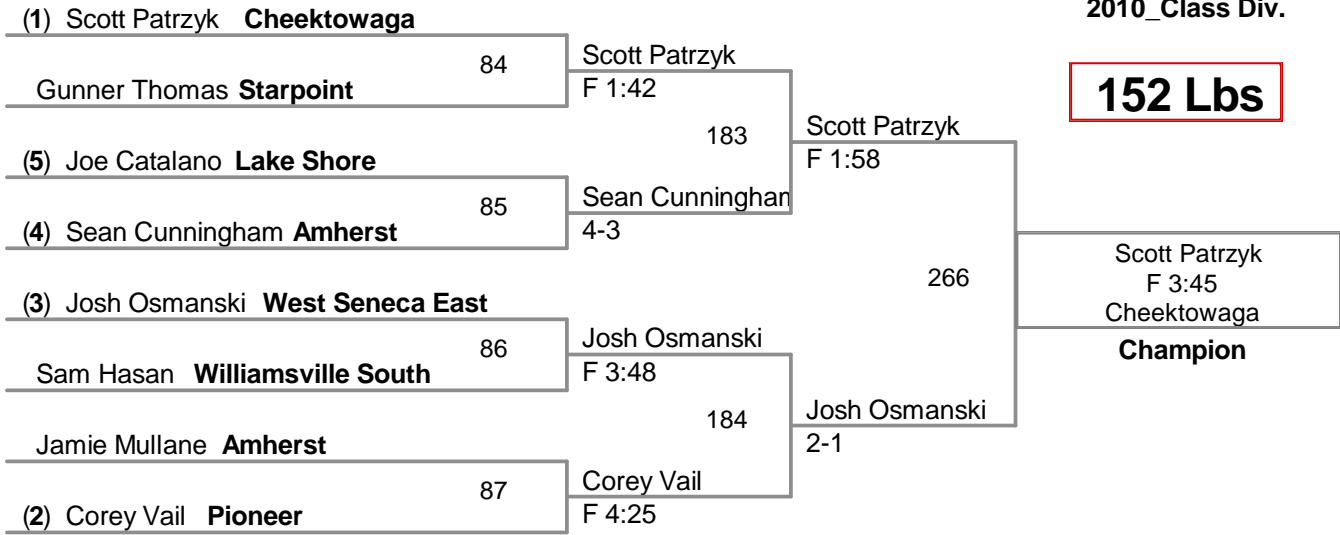 2010_Class Div.
152 Lbs
(1) Scott Patrzyk Cheektowaga
84
Gunner Thomas Starpoint
Scott Patrzyk
F 1:42
183
(5) Joe Catalano Lake Shore
85
(4) Sean Cunningham Amherst
Sean Cunningham
4-3
Scott Patrzyk
F 1:58
266
(3) Josh Osmanski West Seneca East
86
Sam Hasan Williamsville South
Josh Osmanski
F 3:48
184
Jamie Mullane Amherst
87
(2) Corey Vail Pioneer
Corey Vail
F 4:25
Josh Osmanski
2-1
Scott Patrzyk
F 3:45
Cheektowaga
Champion